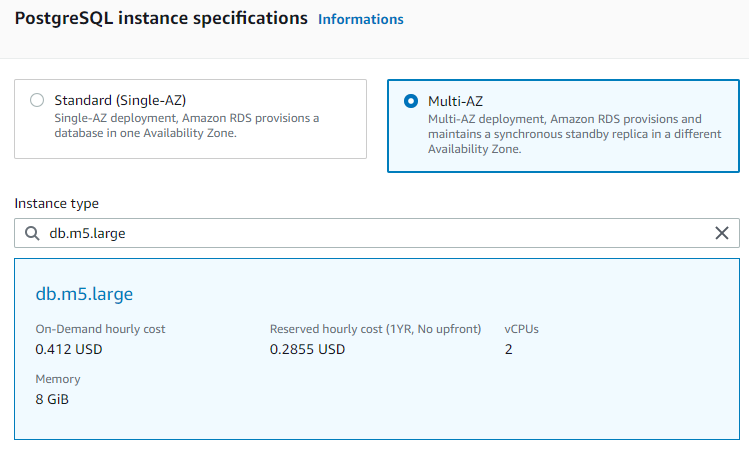 PostgreSQL instance specifications Informations
Standard (Single-AZ)
Single-AZ deployment, Amazon RDS provisions a
database in one Availability Zone.
Multi-AZ
Multi-AZ deployment, Amazon RDS provisions and
maintains a synchronous standby replica in a different
Availability Zone.
Instance type
db.m5.large
db.m5.large
On-Demand hourly cost
0.412 USD
Reserved hourly cost (1YR, No upfront)
0.2855 USD
vCPUs
2
Memory
8 GiB